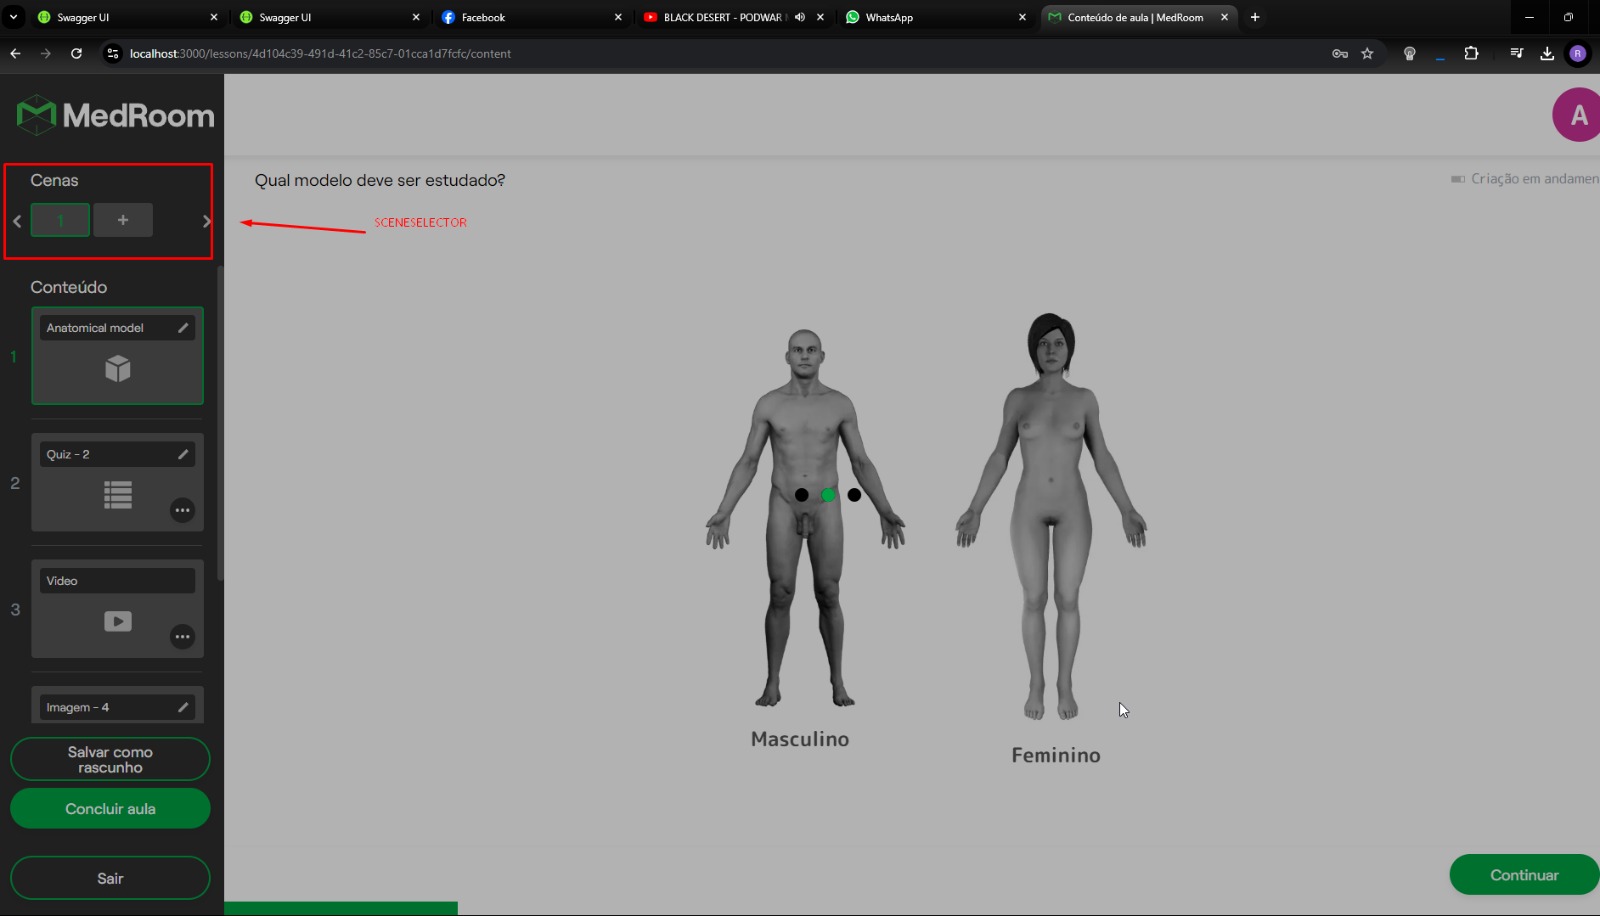 Swagger UI
Swagger UI
Facebook
BLACK DESERT - PODWAR
WhatsApp
Conteúdo de aula | MedRoom
localhost:3000/lessons/4d104c39-491d-41c2-85c7-01cca1d7fcfc/content
R
MedRoom
A
Cenas
1
+
SCENESELECTOR
Qual modelo deve ser estudado?
Criação em andamen
Conteúdo
1
Anatomical model
2
Quiz - 2
3
Video
Imagem - 4
Masculino
Feminino
Salvar como
rascunho
Concluir aula
Sair
Continuar